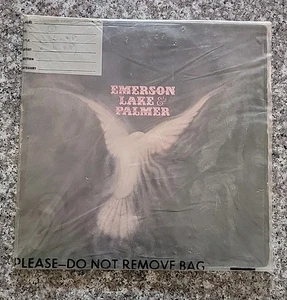 EMERSON
LAKE &
PALMER
PLEASE—DO NOT REMOVE BAG